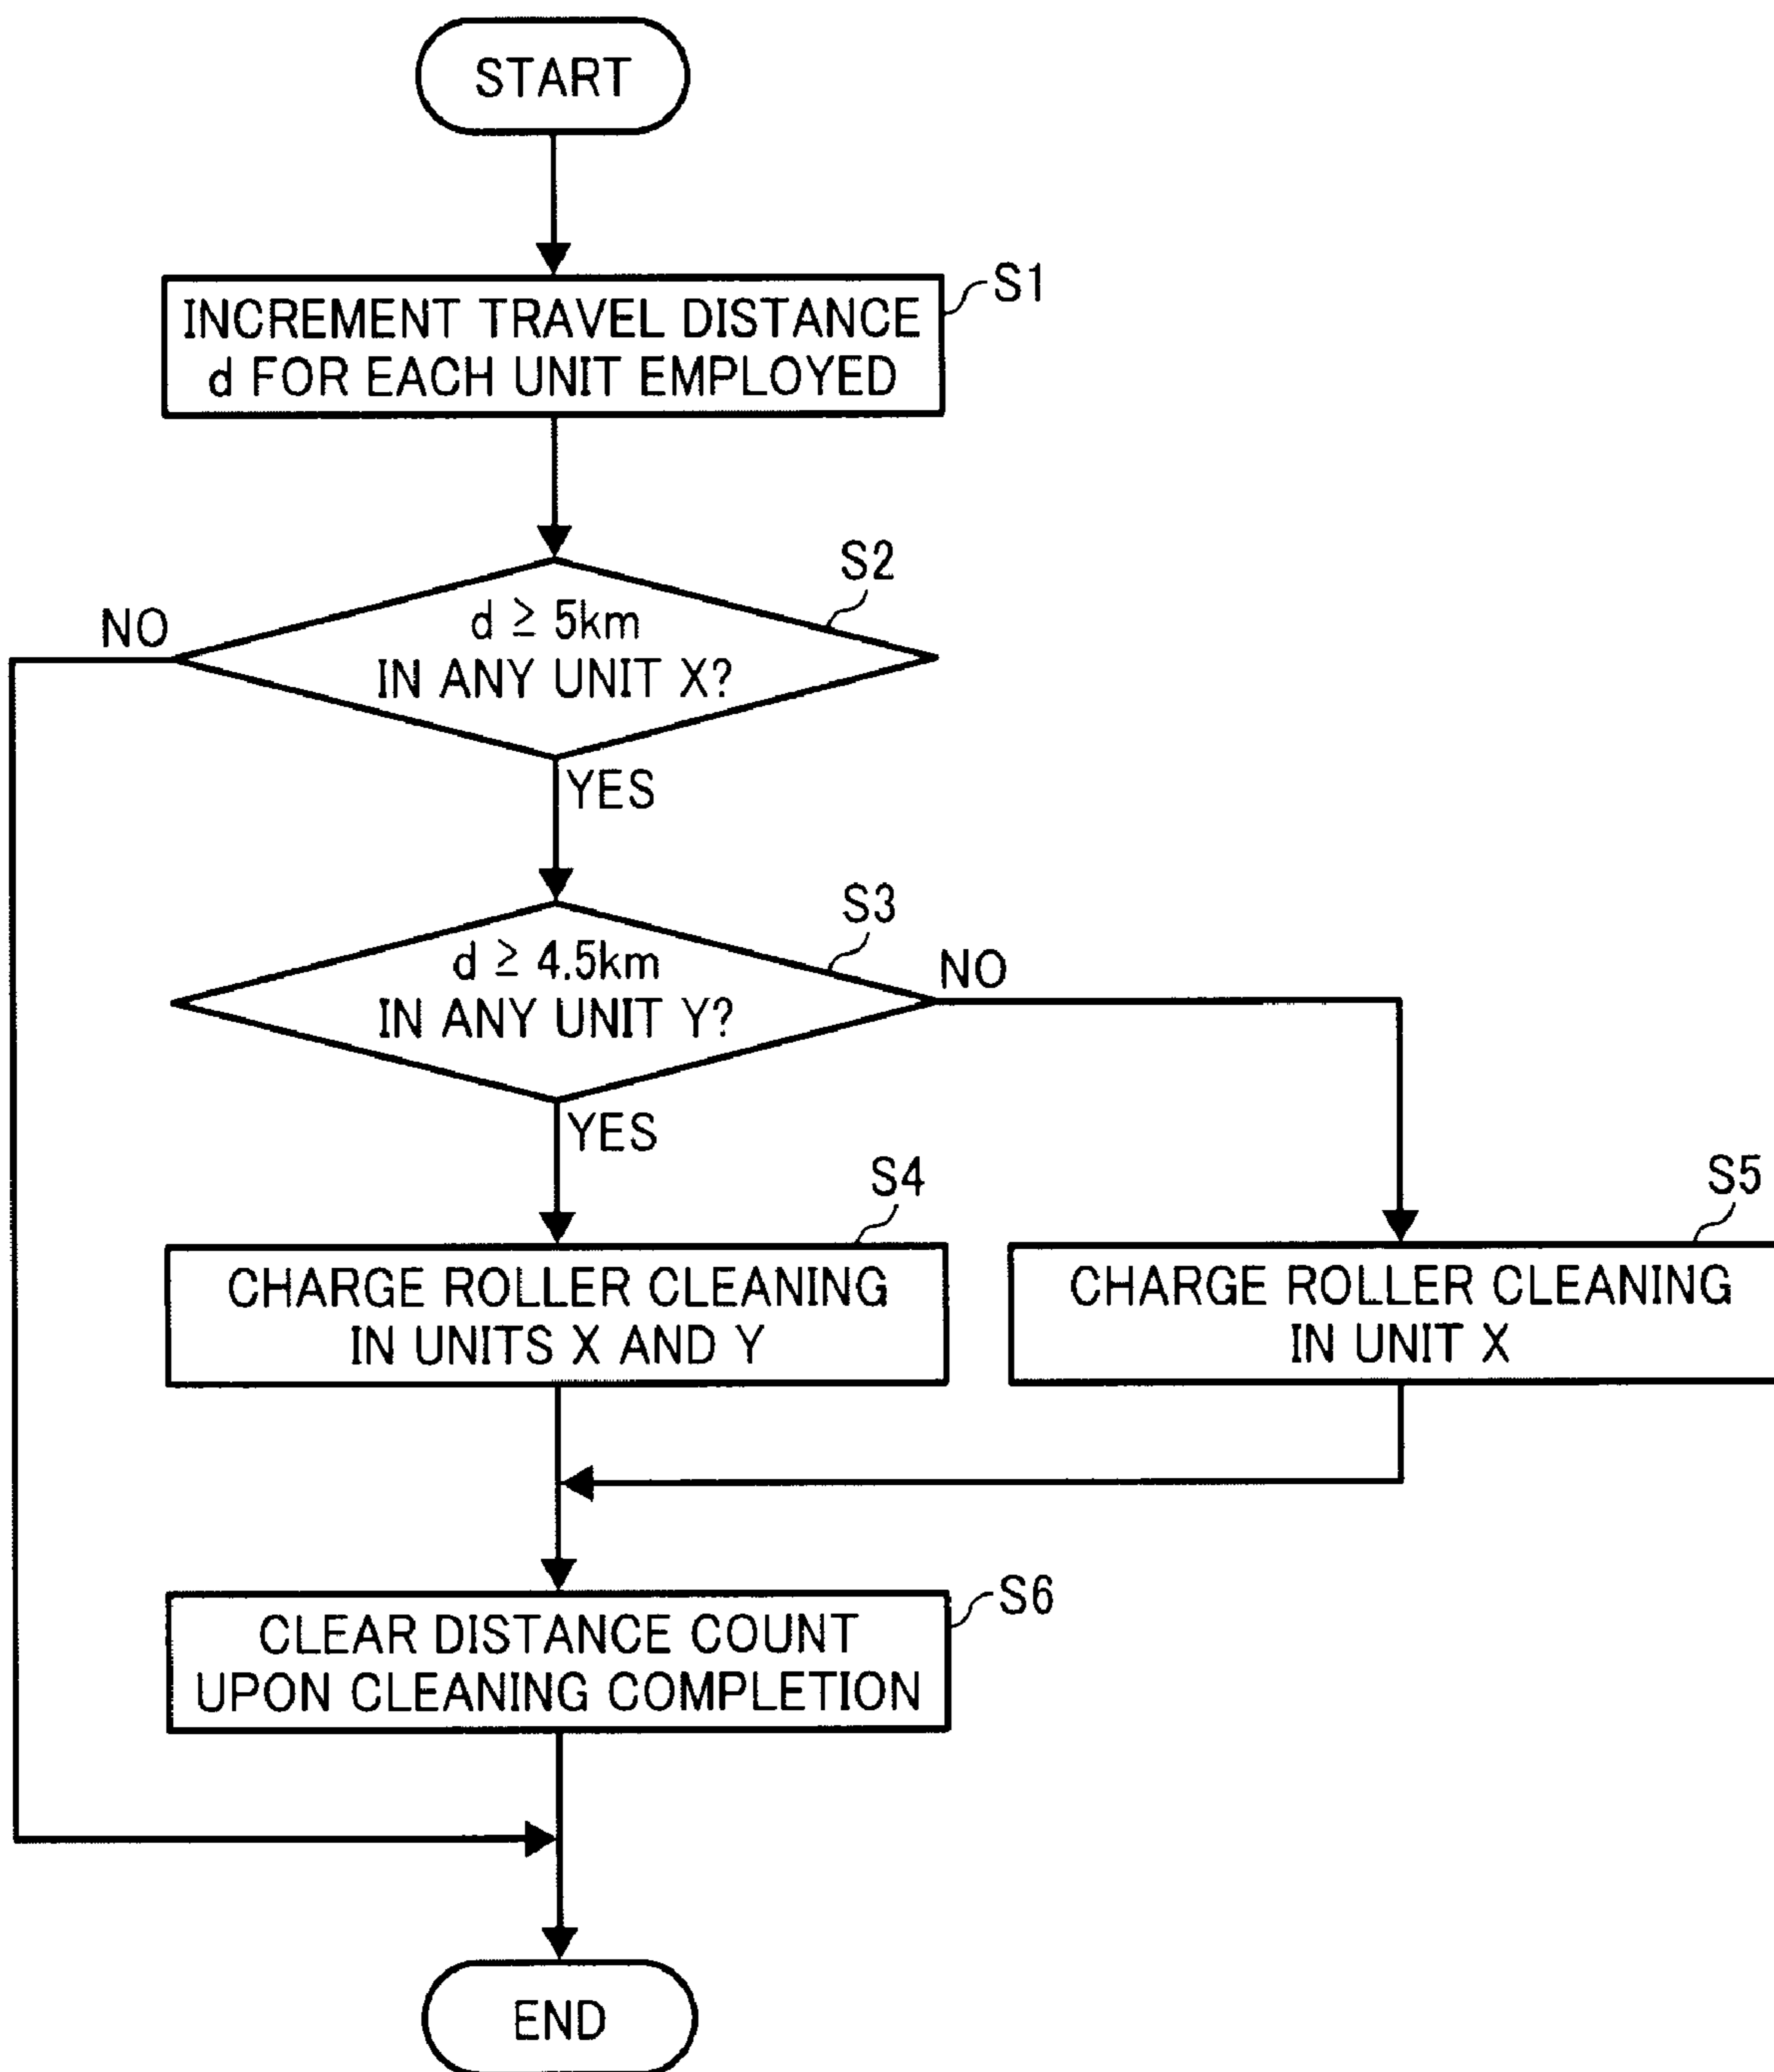 START
INCREMENT TRAVEL DISTANCE
d FOR EACH UNIT EMPLOYED
S1
d ≥ 5km
IN ANY UNIT X?
S2
NO
YES
d ≥ 4.5km
IN ANY UNIT Y?
S3
NO
YES
CHARGE ROLLER CLEANING
IN UNITS X AND Y
S4
CHARGE ROLLER CLEANING
IN UNIT X
S5
CLEAR DISTANCE COUNT
UPON CLEANING COMPLETION
S6
END